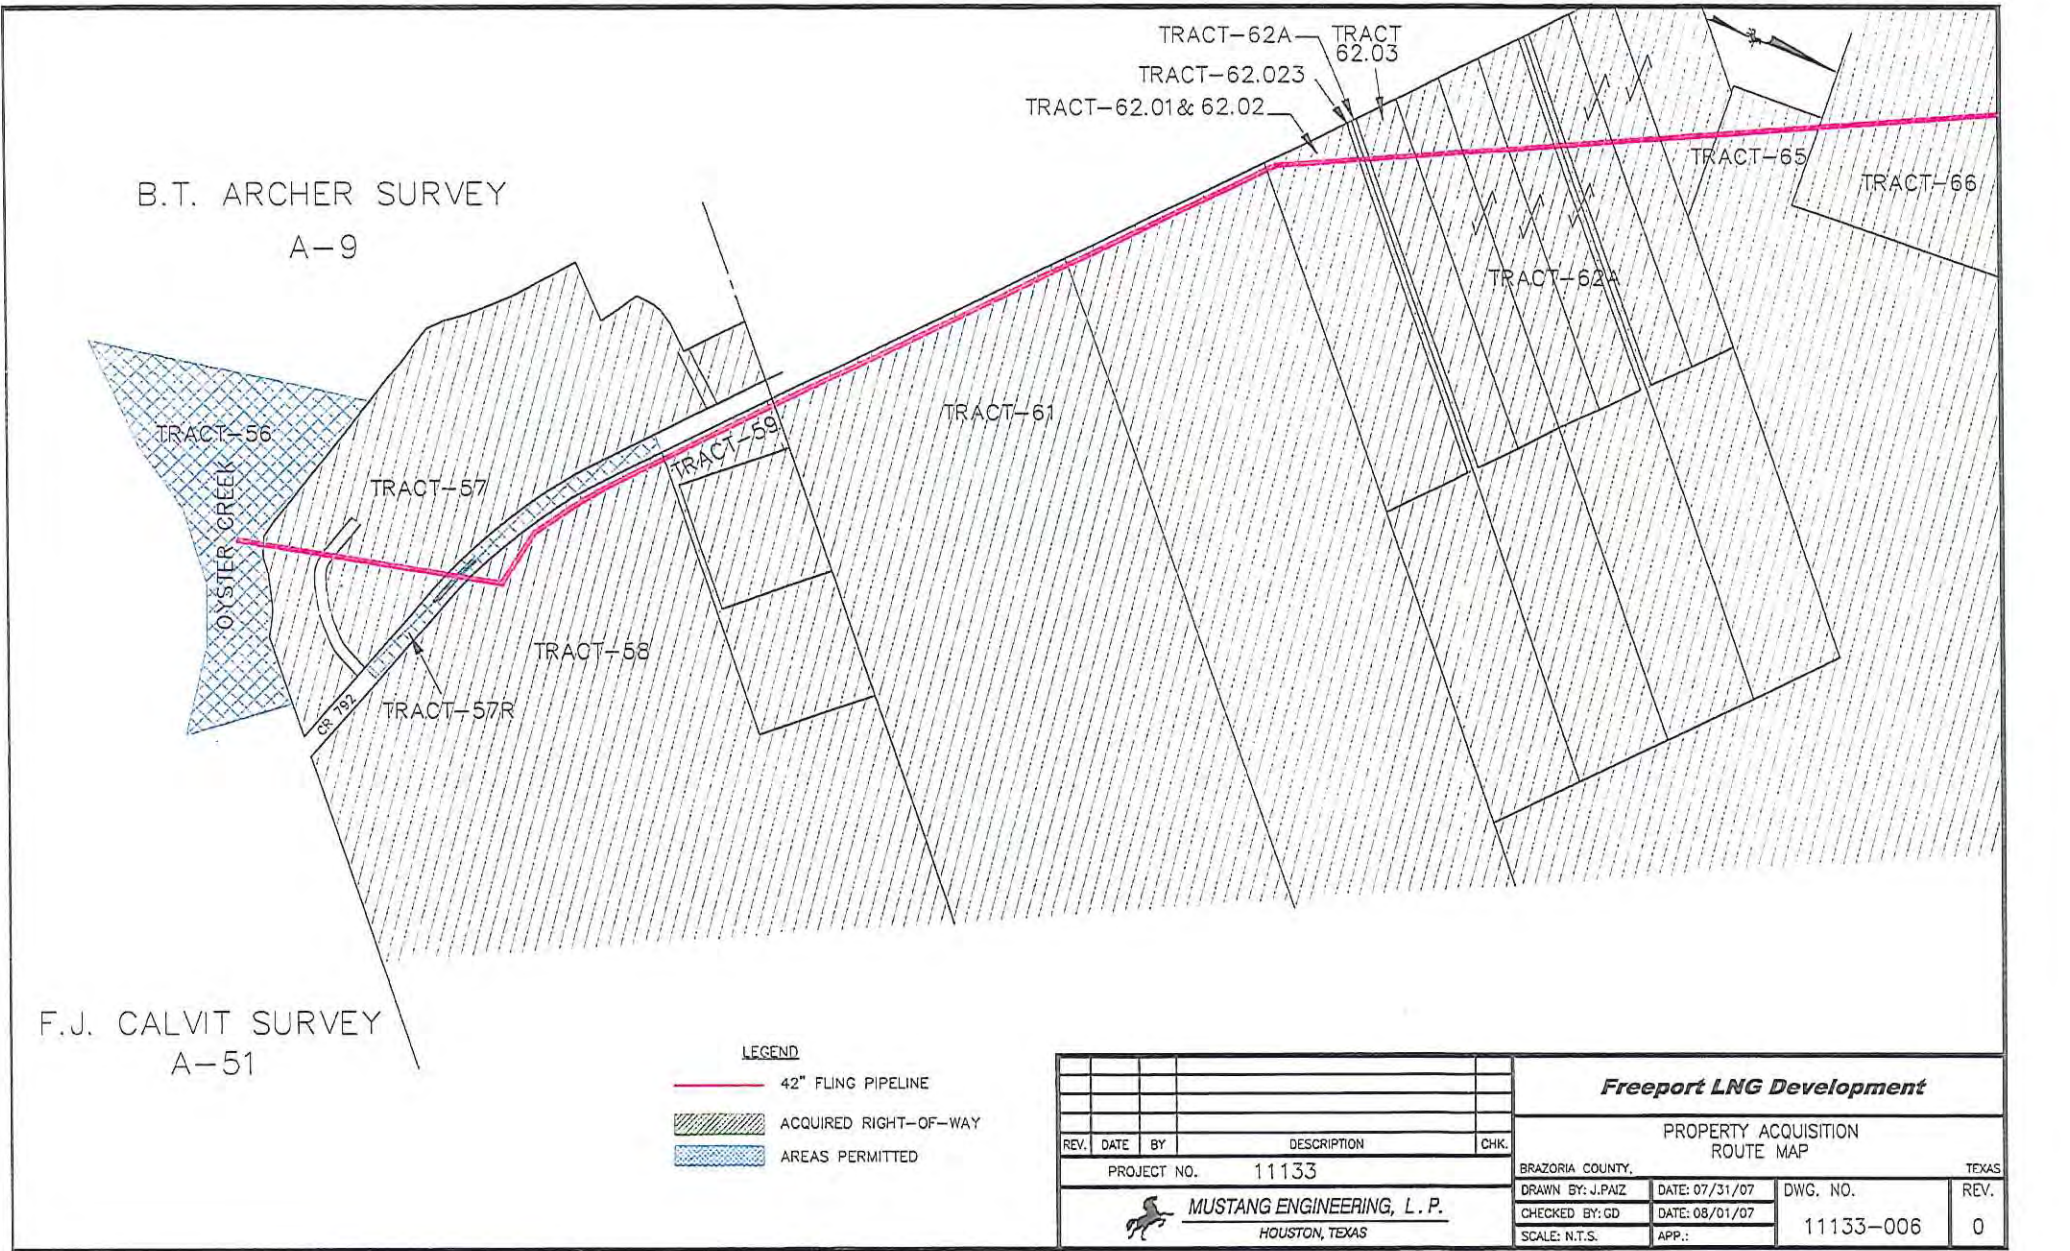 TRACT-62A
TRACT
62.03
TRACT-62.023
TRACT-62.01& 62.02
B.T. ARCHER SURVEY
A-9
TRACT-65
TRACT-66
TRACT-62A
TRACT-61
TRACT-59
TRACT-56
OYSTER CREEK
TRACT-57
TRACT-58
TRACT-57R
CR 792
F.J. CALVIT SURVEY
A-51
LEGEND
42" FLING PIPELINE
ACQUIRED RIGHT-OF-WAY
AREAS PERMITTED
REV. DATE BY DESCRIPTION CHK.
PROJECT NO. 11133
MUSTANG ENGINEERING, L.P.
HOUSTON, TEXAS
Freeport LNG Development
PROPERTY ACQUISITION
ROUTE MAP
BRAZORIA COUNTY, TEXAS
DRAWN BY: J.PAIZ DATE: 07/31/07 DWG. NO. REV.
CHECKED BY: GD DATE: 08/01/07 11133-006 0
SCALE: N.T.S. APP.: